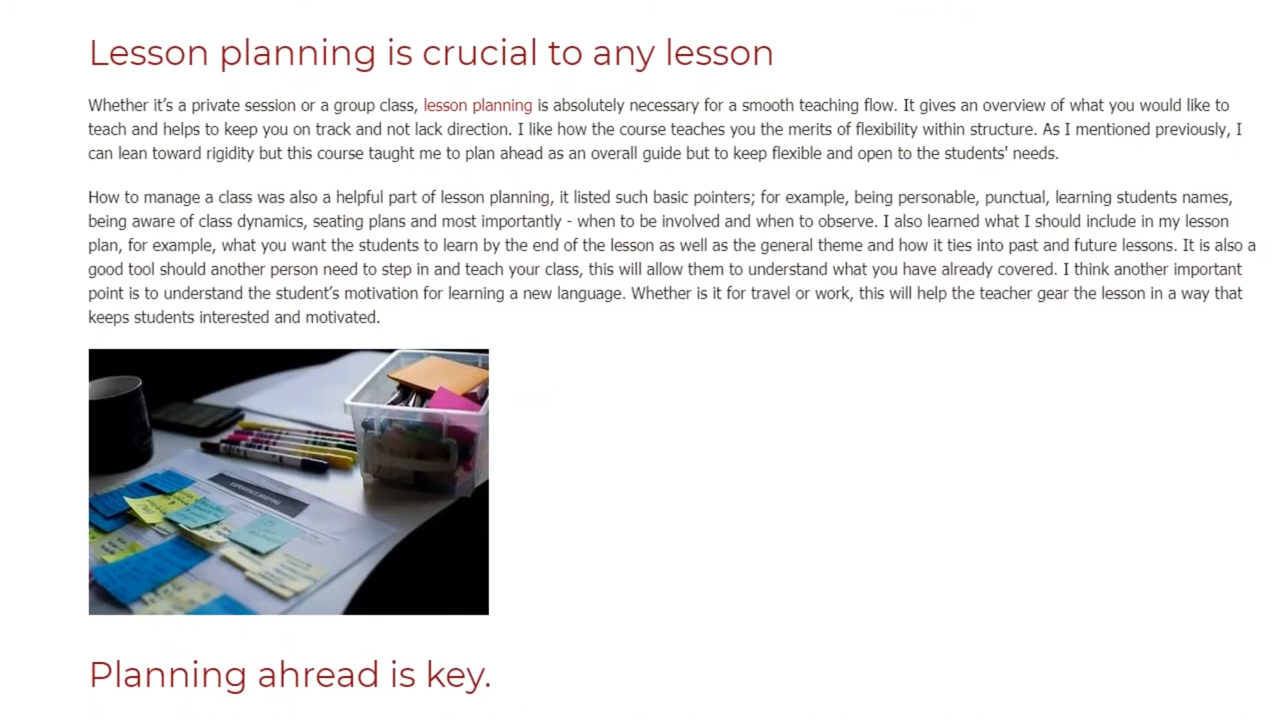 Lesson planning is crucial to any lesson
Whether it’s a private session or a group class, lesson planning is absolutely necessary for a smooth teaching flow. It gives an overview of what you would like to
teach and helps to keep you on track and not lack direction. I like how the course teaches you the merits of flexibility within structure. As I mentioned previously, I
can lean toward rigidity but this course taught me to plan ahead as an overall guide but to keep flexible and open to the students' needs.
How to manage a class was also a helpful part of lesson planning, it listed such basic pointers; for example, being personable, punctual, learning students names,
being aware of class dynamics, seating plans and most importantly - when to be involved and when to observe. I also learned what I should include in my lesson
plan, for example, what you want the students to learn by the end of the lesson as well as the general theme and how it ties into past and future lessons. It is also a
good tool should another person need to step in and teach your class, this will allow them to understand what you have already covered. I think another important
point is to understand the student’s motivation for learning a new language. Whether is it for travel or work, this will help the teacher gear the lesson in a way that
keeps students interested and motivated.
EXPERIENCE BRIEFING
Planning ahread is key.